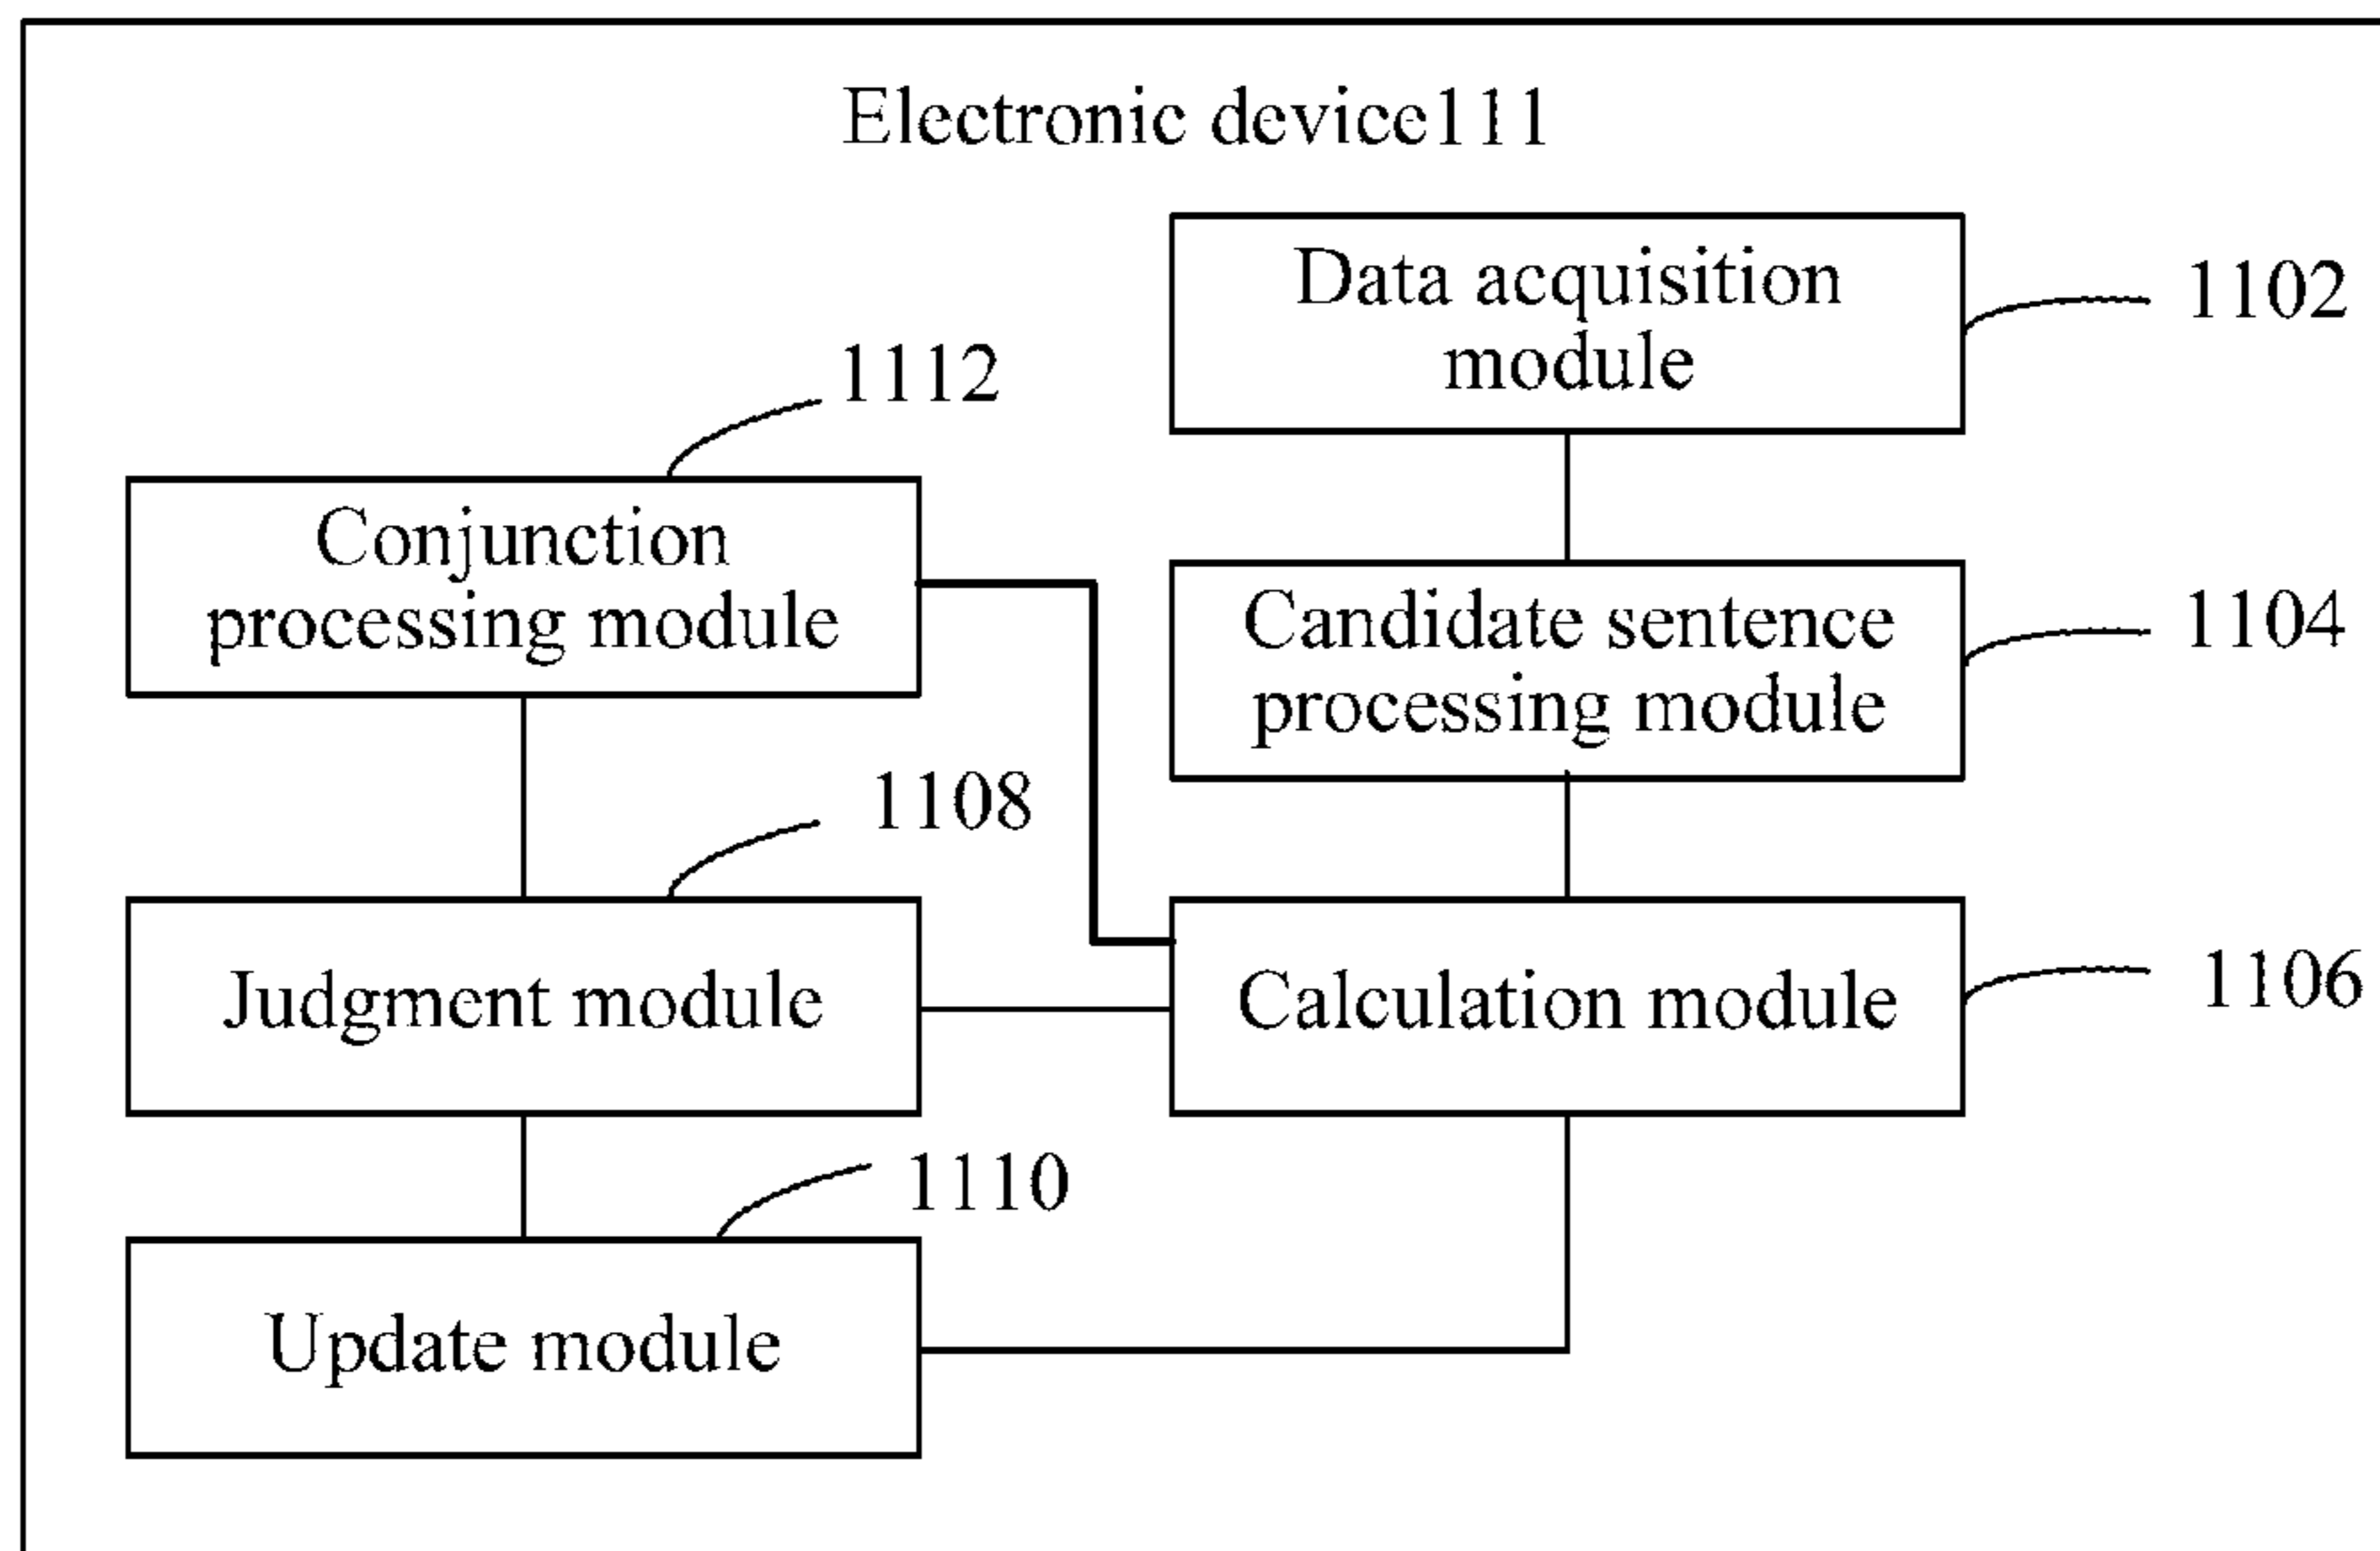 Electronic device111
Data acquisition
module
1102
1112
Conjunction
processing module
Candidate sentence
processing module
1104
1108
Judgment module
Calculation module
1106
1110
Update module